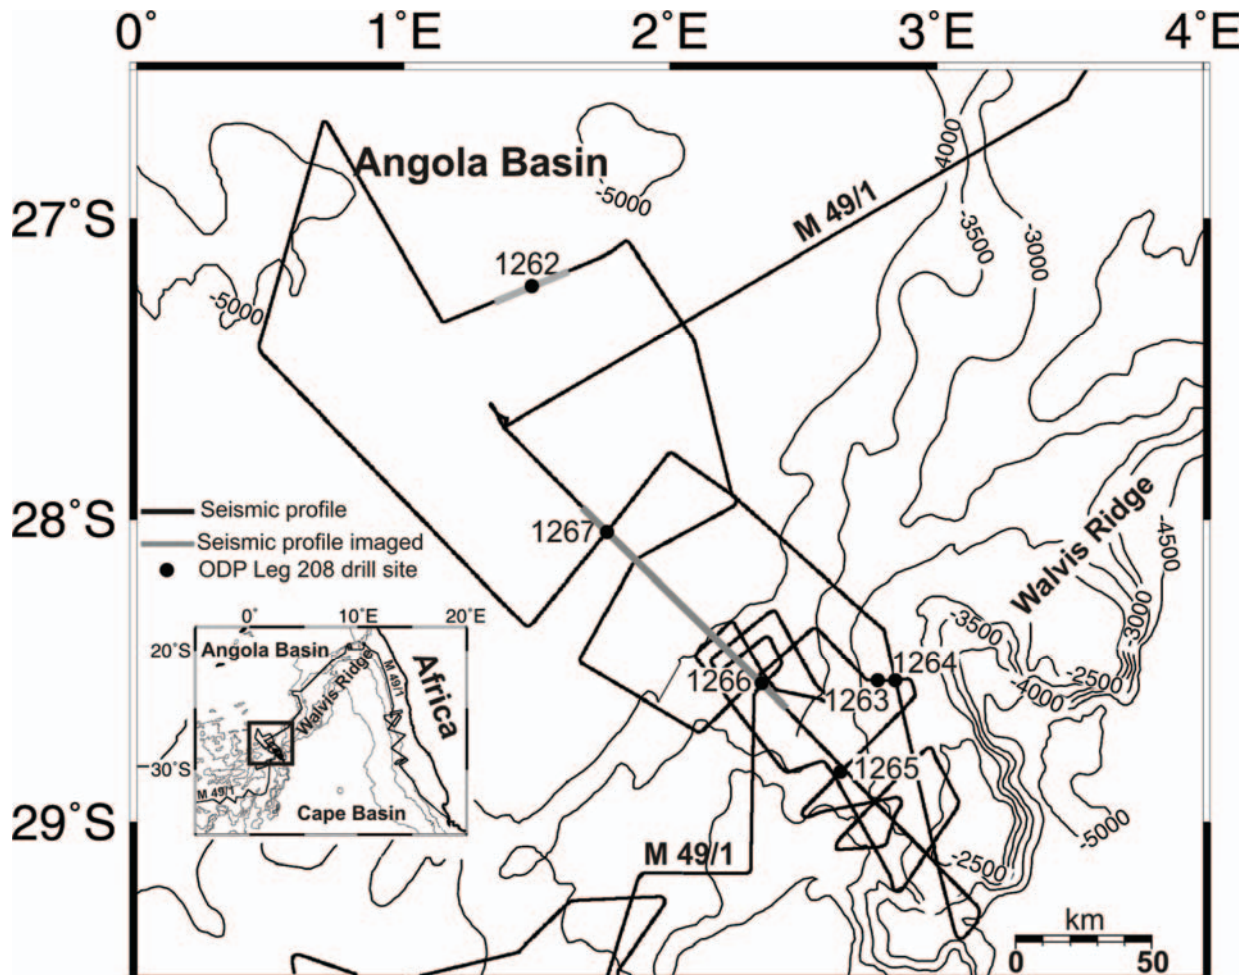 0° 1°E 2°E 3°E 4°E
Angola Basin
4000
-5000
27°S
M 49/1
-3500
-3000
1262
-5000
28°S
Seismic profile
1267
Seismic profile imaged
ODP Leg 208 drill site
Walvis Ridge
-4500
-3000
-3500
-2500
-4000
0° 10°E 20°E
20°S
Angola Basin
M 49/1
Walvis Ridge
Africa
30°S
M 49/1
Cape Basin
1266
1263
1264
1265
29°S
-5000
M 49/1
-2500
km
0 50